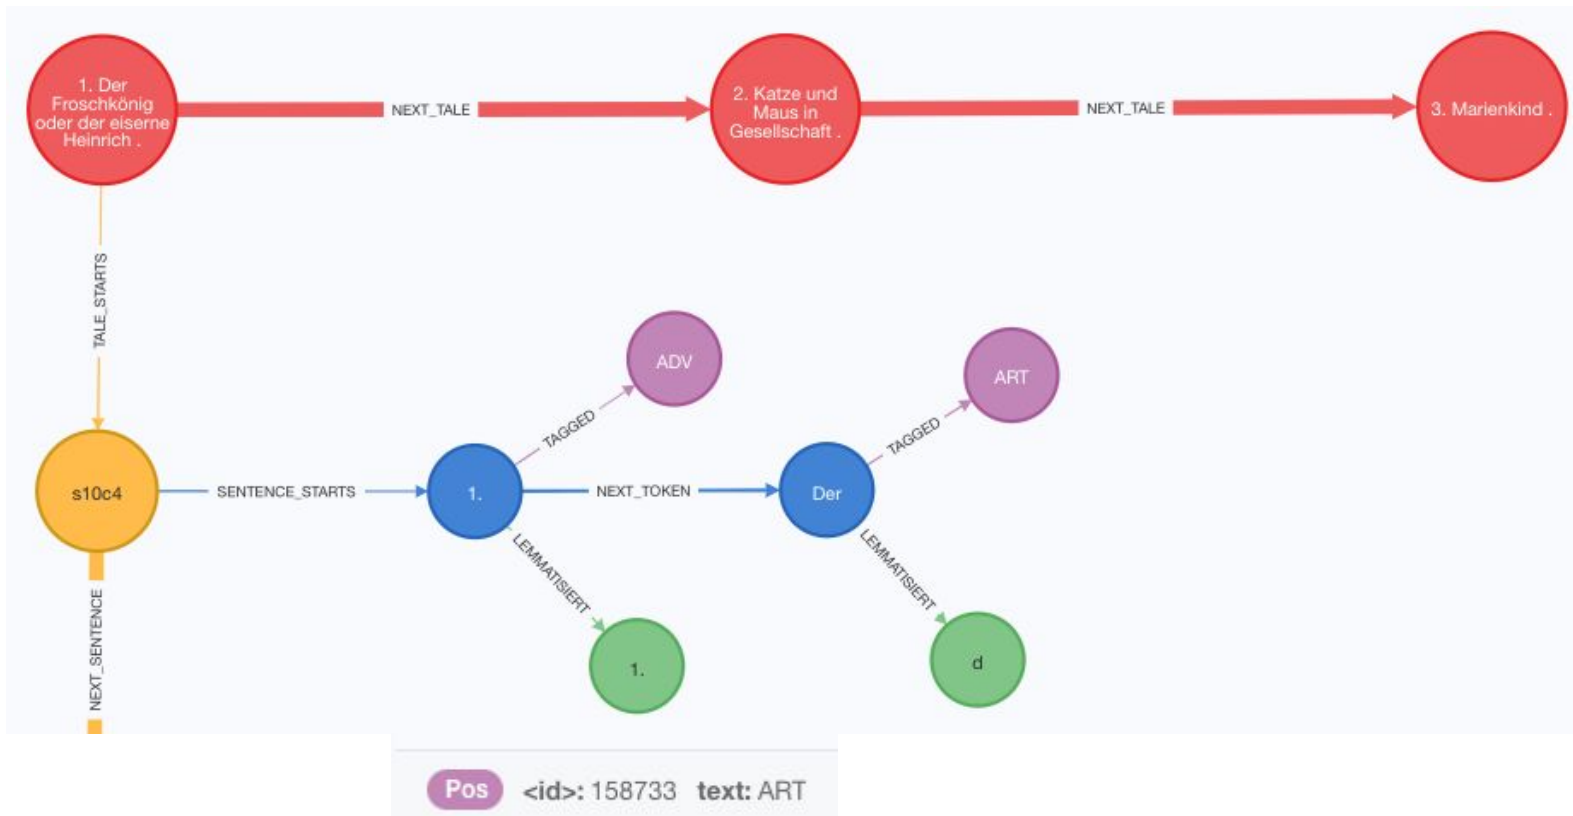 1. Der
Froschkönig
oder der eiserne
Heinrich .
NEXT_TALE
2. Katze und
Maus in
Gesellschaft .
NEXT_TALE
3. Marienkind .
TALE_STARTS
ADV
ART
TAGGED
TAGGED
s10c4
SENTENCE_STARTS
1.
NEXT_TOKEN
Der
LEMMATISIERT
LEMMATISIERT
NEXT_SENTENCE
1.
d
Pos <id>: 158733 text: ART